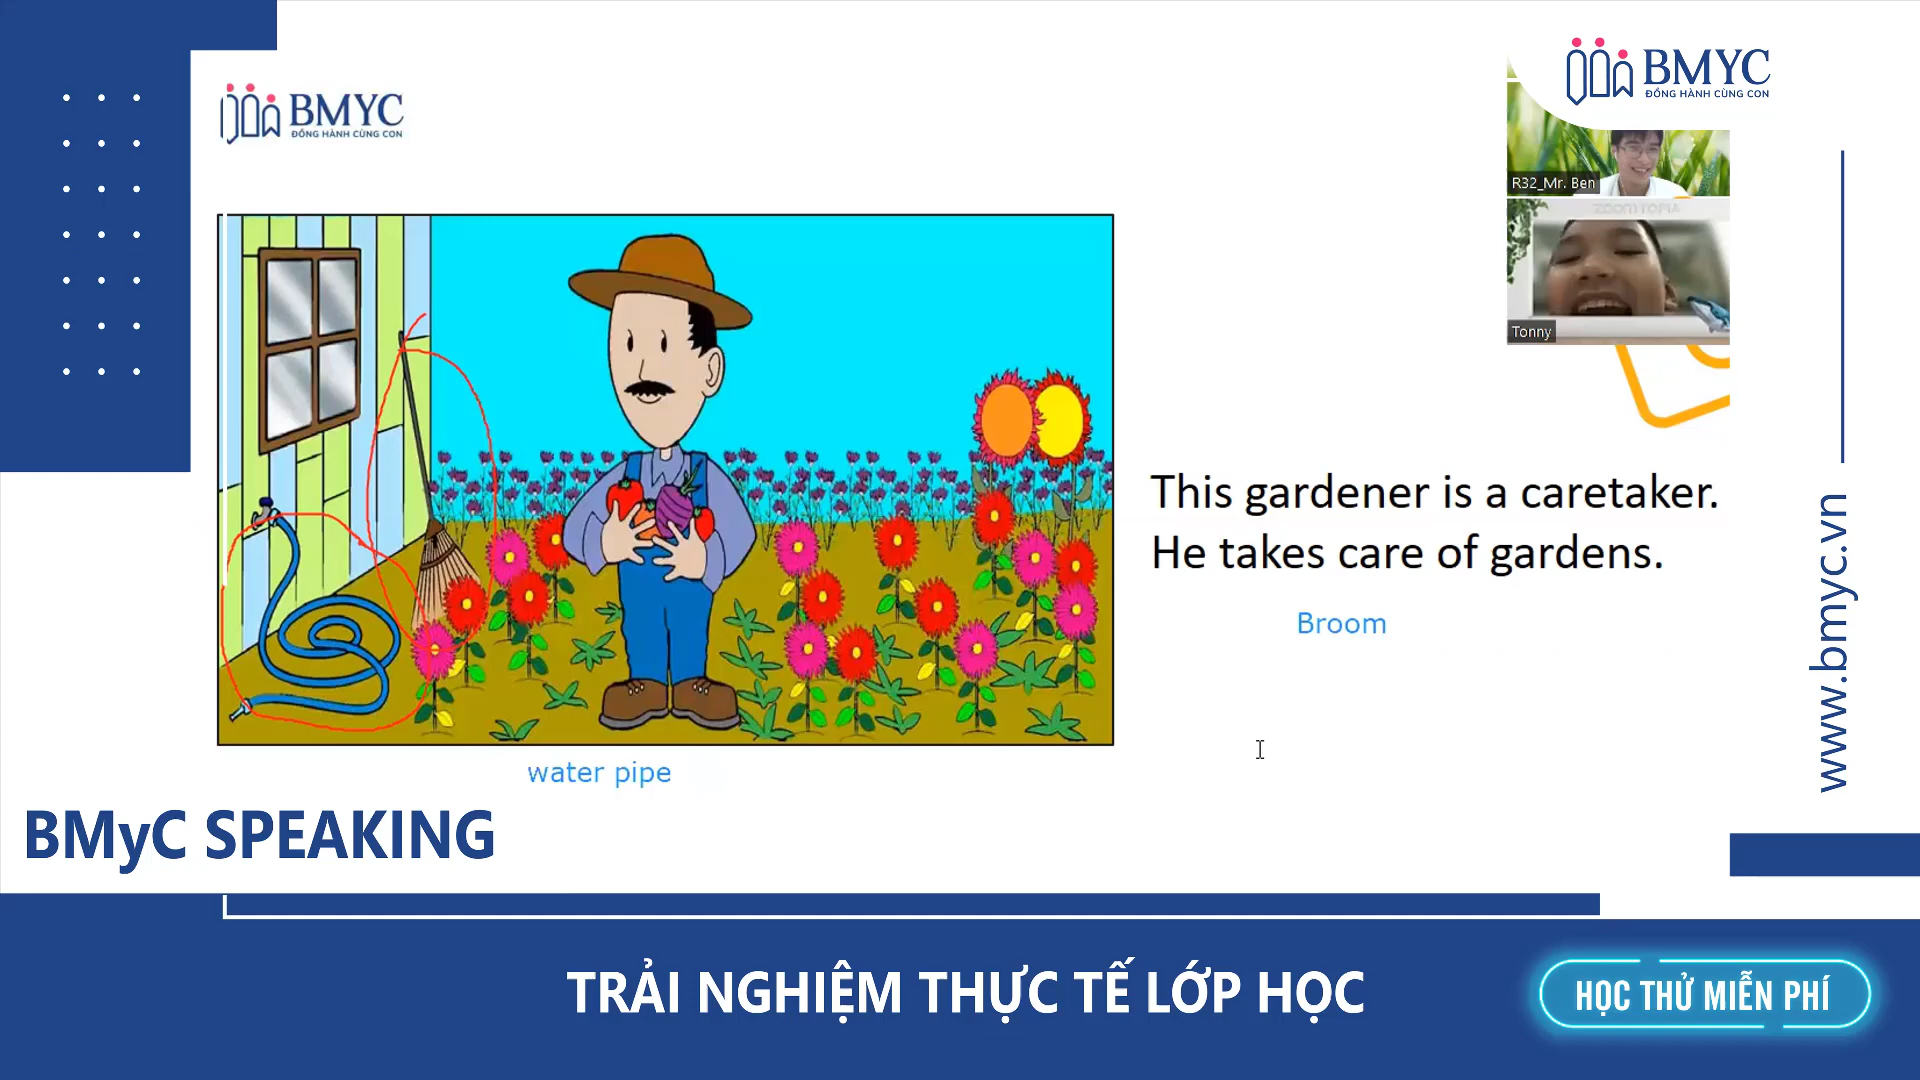 BMYC
ĐỒNG HÀNH CÙNG CON
BMYC
ĐỒNG HÀNH CÙNG CON
R32_Mr. Ben
ZOOMTOPIA
Tonny
This gardener is a caretaker.
He takes care of gardens.
Broom
water pipe
www.bmyc.vn
BMyC SPEAKING
TRẢI NGHIỆM THỰC TẾ LỚP HỌC
HỌC THỬ MIỄN PHÍ